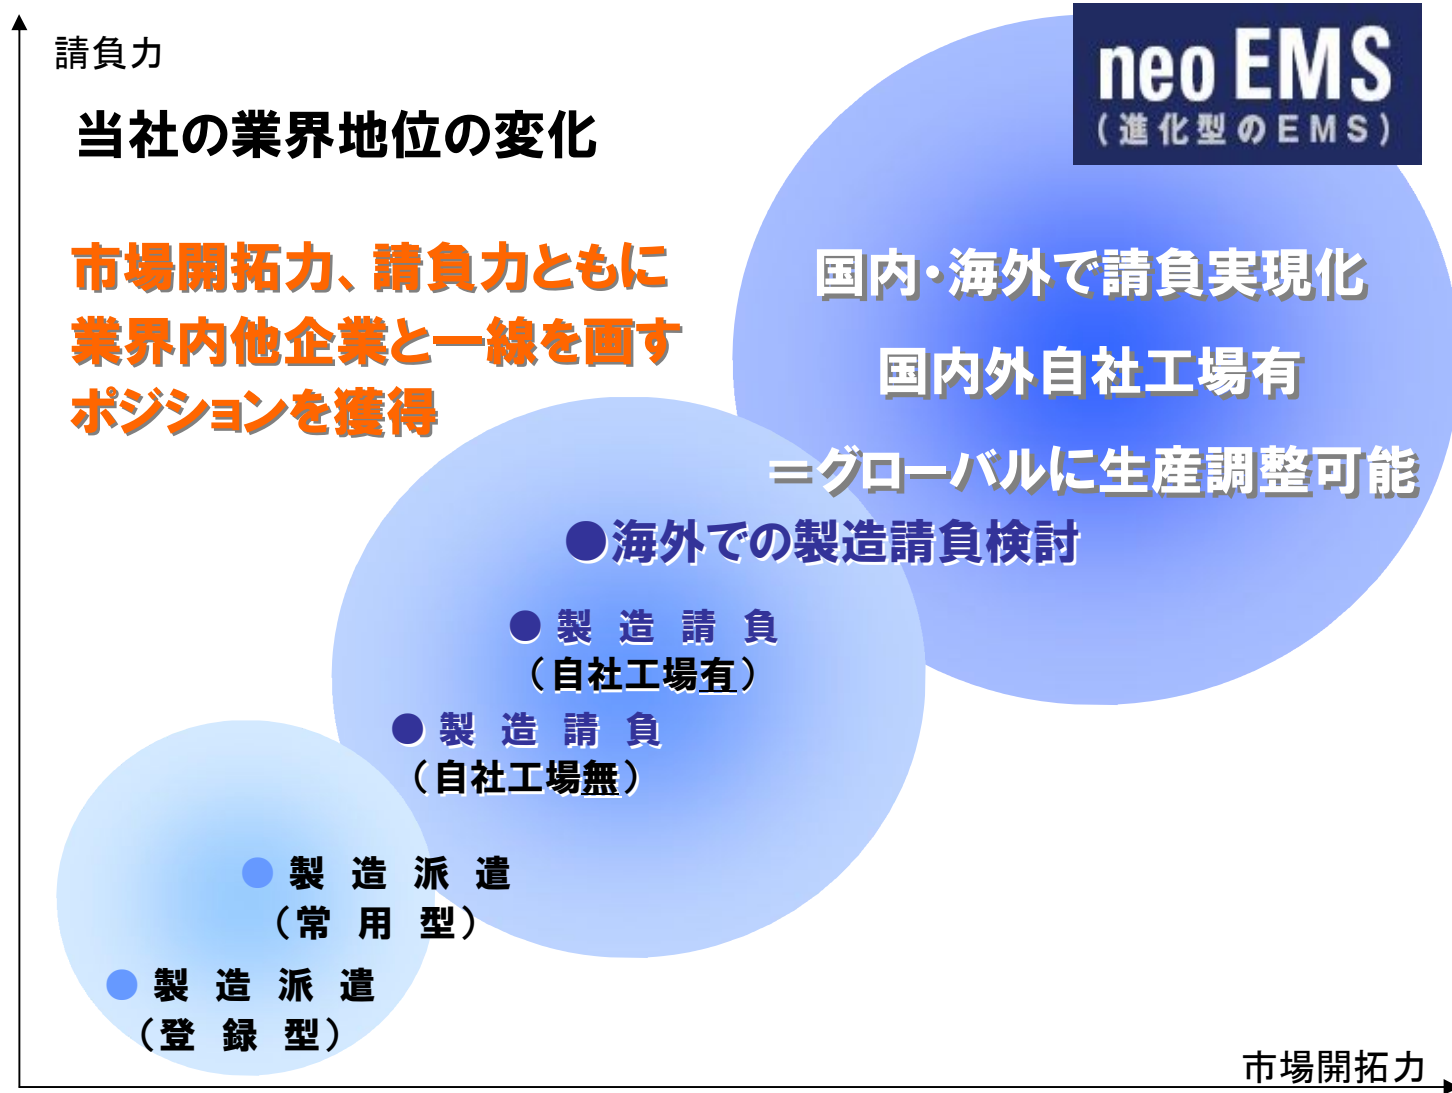 請負力
当社の業界地位の変化
neo EMS
(進化型のEMS)
市場開拓力、請負力ともに
業界内他企業と一線を画す
ポジションを獲得
国内・海外で請負実現化
国内外自社工場有
＝グローバルに生産調整可能
●海外での製造請負検討
●製造請負
（自社工場有）
●製造請負
（自社工場無）
●製造派遣
（常用型）
●製造派遣
（登録型）
市場開拓力